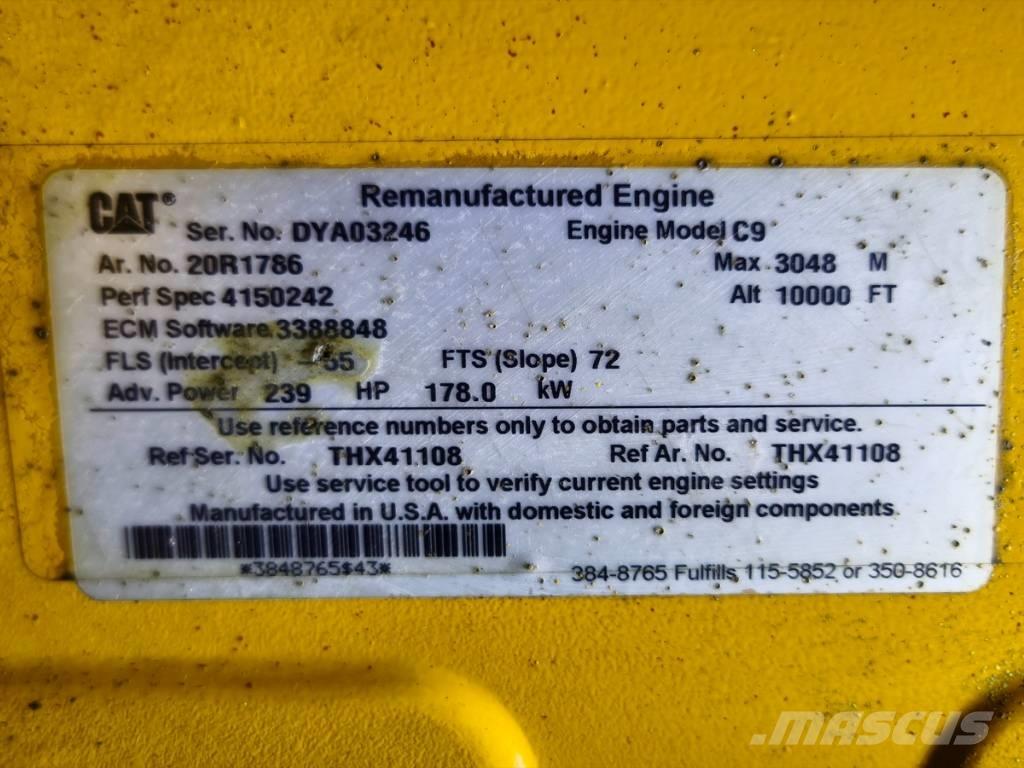 CAT® Remanufactured Engine
Ser. No. DYA03246 Engine Model C9
Ar. No. 20R1786 Max 3048 M
Perf Spec 4150242 Alt 10000 FT
ECM Software 3388848
FLS (Intercept) -55 FTS (Slope) 72
Adv. Power 239 HP 178.0 kW
Use reference numbers only to obtain parts and service.
Ref Ser. No. THX41108 Ref Ar. No. THX41108
Use service tool to verify current engine settings
Manufactured in U.S.A. with domestic and foreign components
*3848765$43*
384-8765 Fulfills 115-5852 or 350-8616
MASCUS